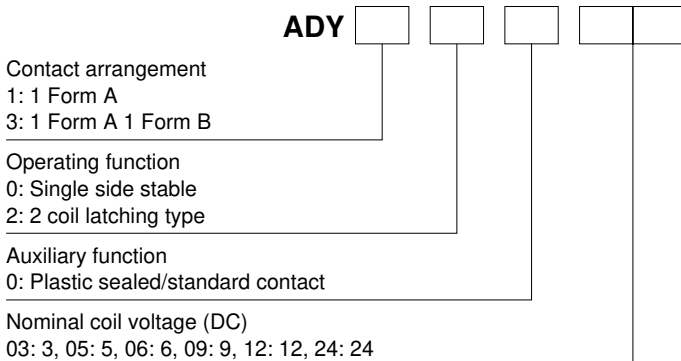 ADY
Contact arrangement
1: 1 Form A
3: 1 Form A 1 Form B
Operating function
0: Single side stable
2: 2 coil latching type
Auxiliary function
0: Plastic sealed/standard contact
Nominal coil voltage (DC)
03: 3, 05: 5, 06: 6, 09: 9, 12: 12, 24: 24